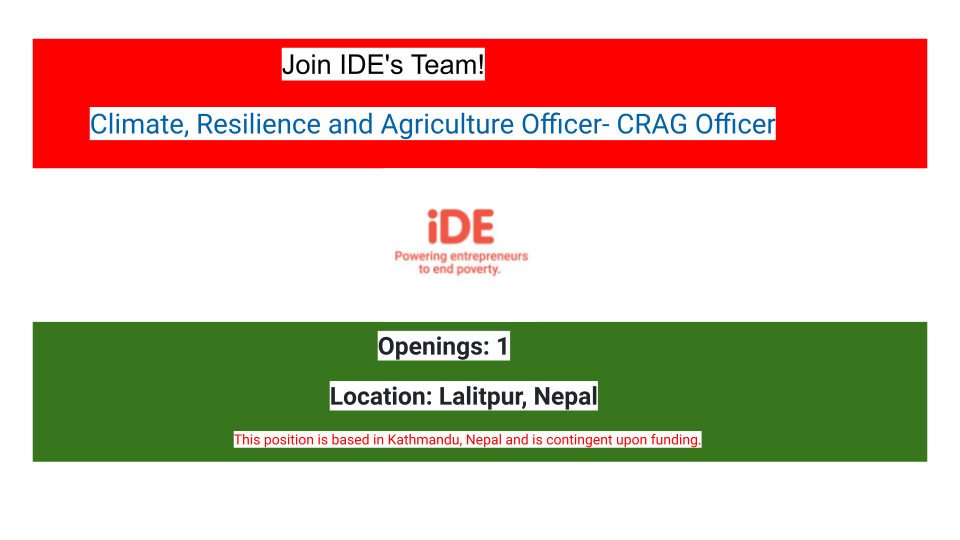 Join IDE's Team!
Climate, Resilience and Agriculture Officer- CRAG Officer
iDE
Powering entrepreneurs
to end poverty.
Openings: 1
Location: Lalitpur, Nepal
This position is based in Kathmandu, Nepal and is contingent upon funding.